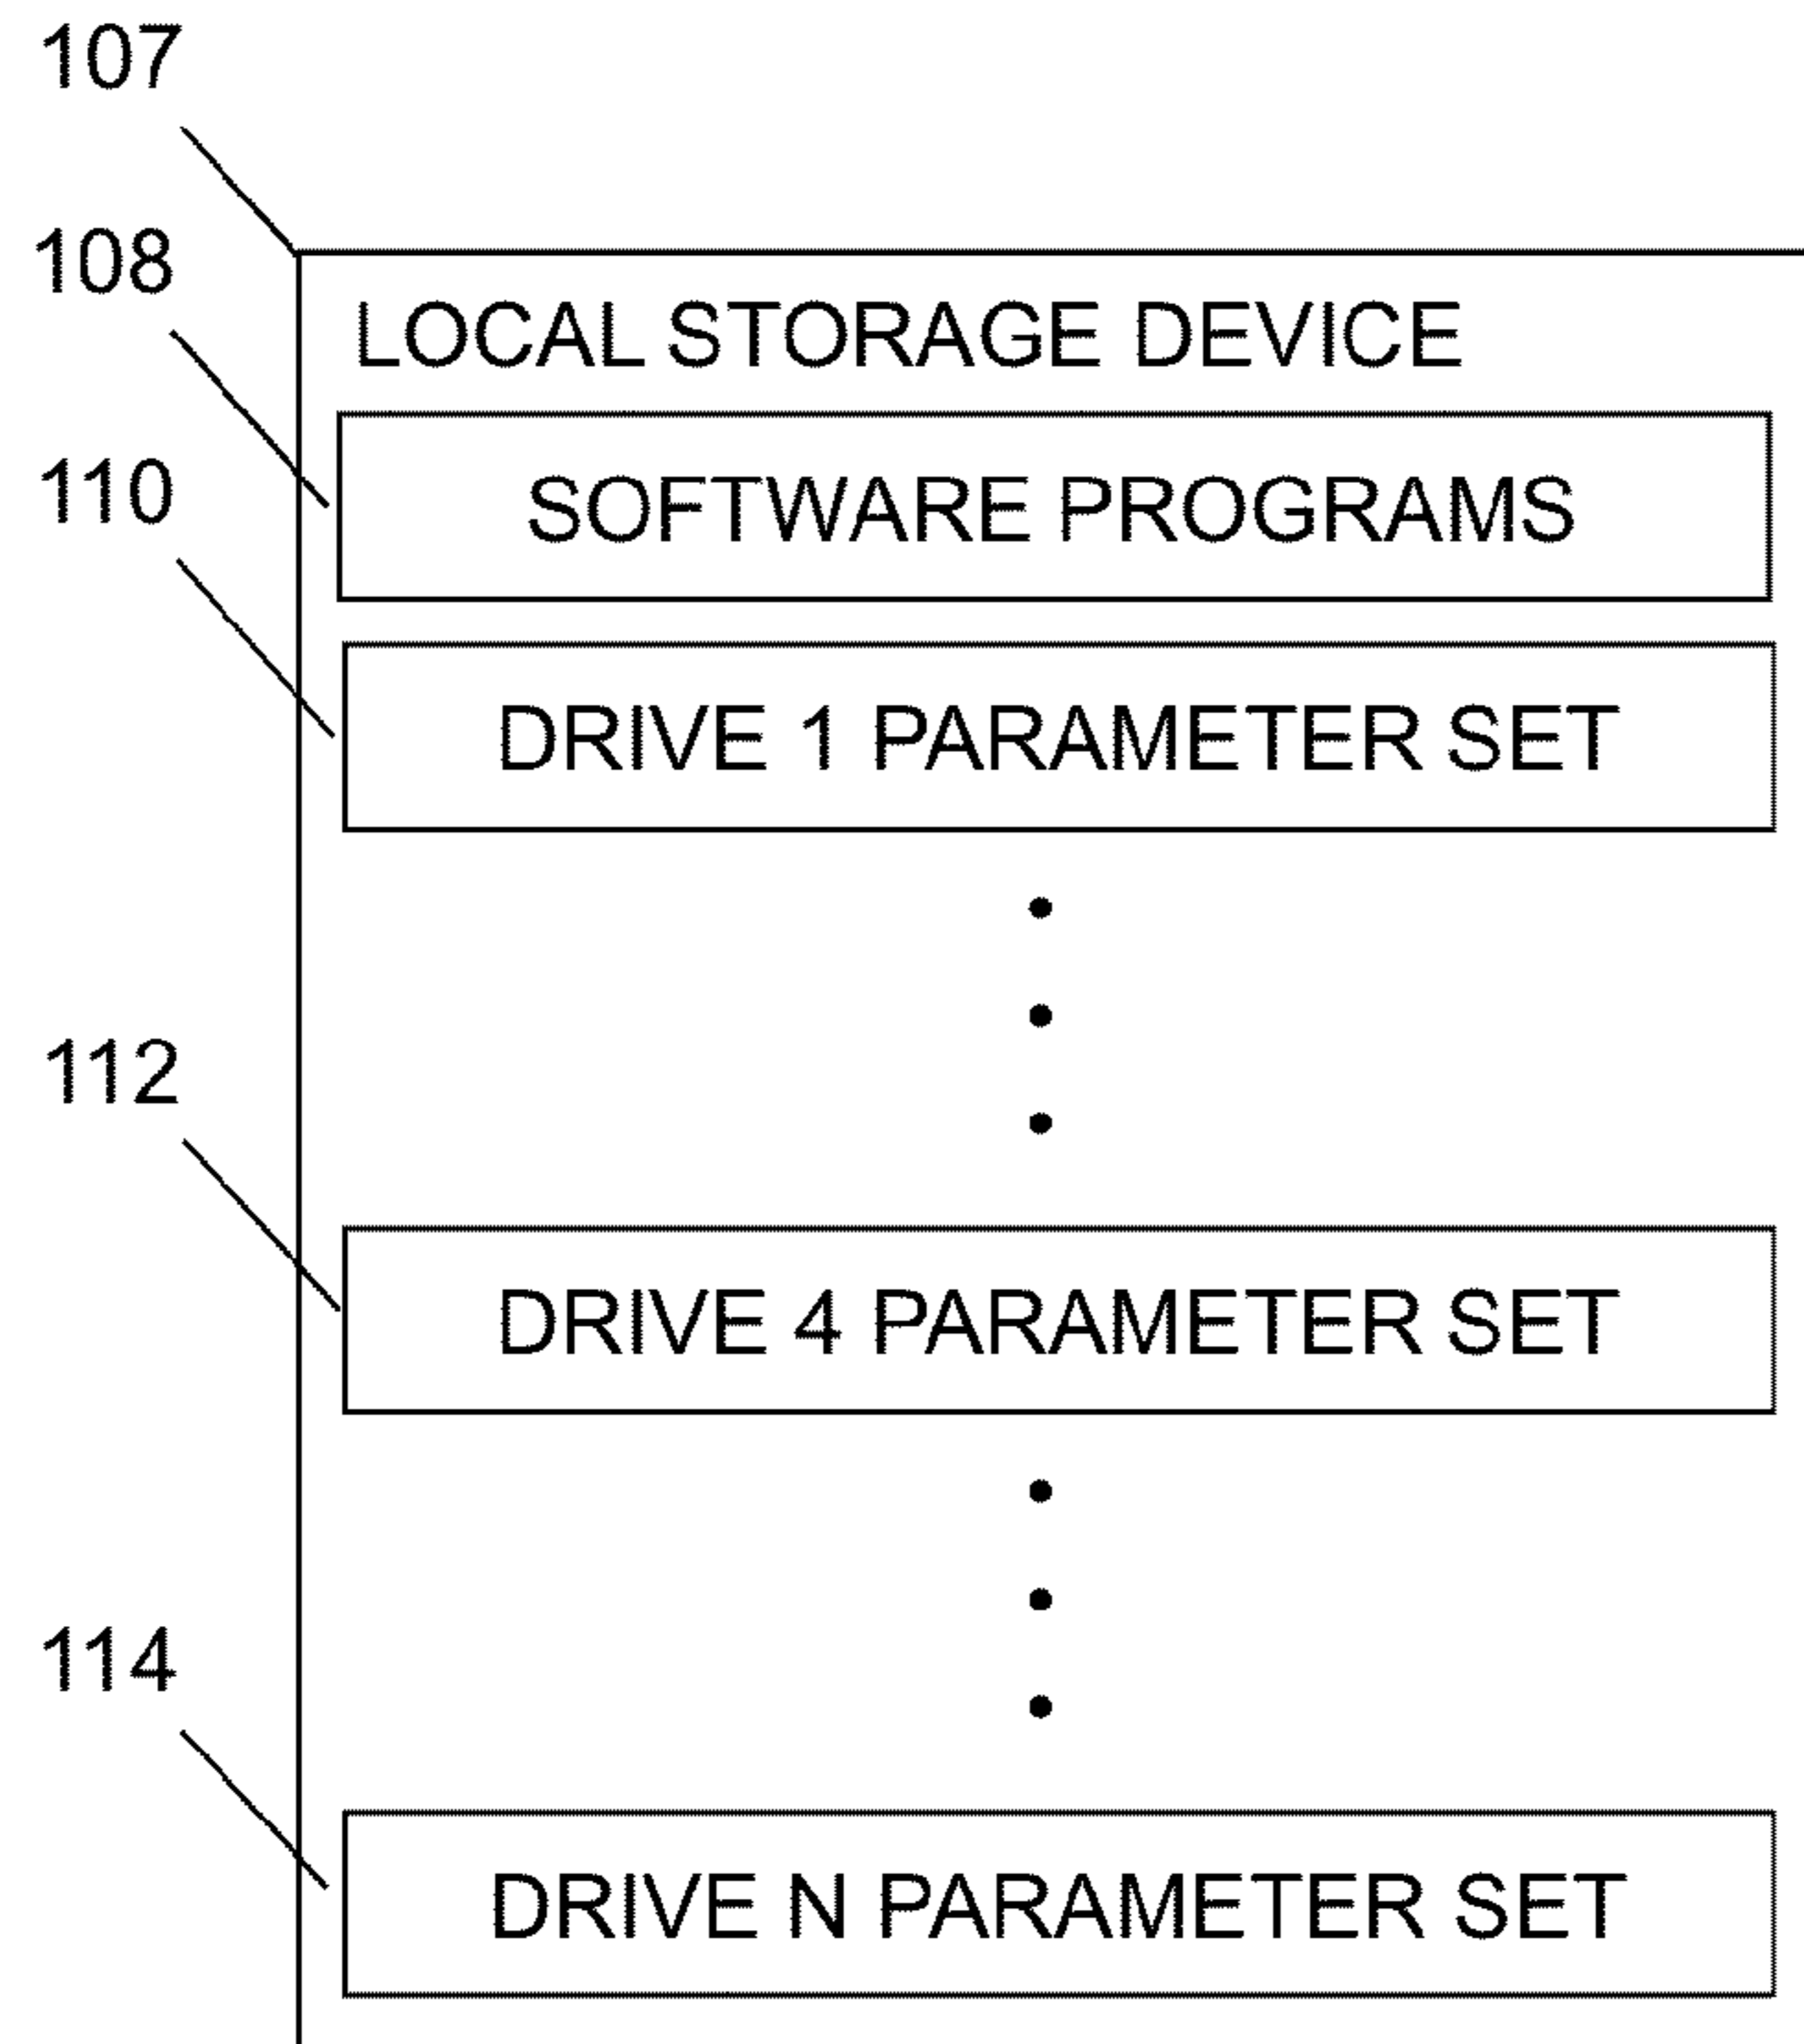 107
108
LOCAL STORAGE DEVICE
110
SOFTWARE PROGRAMS
DRIVE 1 PARAMETER SET
112
DRIVE 4 PARAMETER SET
114
DRIVE N PARAMETER SET